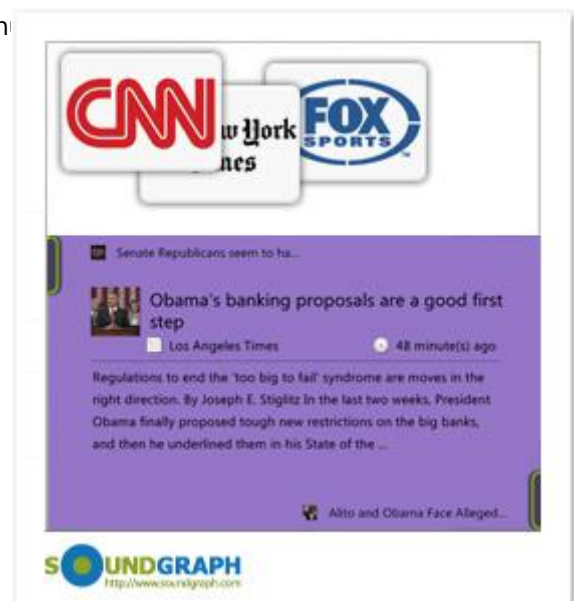 CNN
w York
mes
FOX
SPORTS
Senate Republicans seem to ha...
Obama's banking proposals are a good first
step
Los Angeles Times
48 minute(s) ago
Regulations to end the 'too big to fail' syndrome are moves in the
right direction. By Joseph E. Stiglitz In the last two weeks, President
Obama finally proposed tough new restrictions on the big banks,
and then he underlined them in his State of the ...
Alito and Obama Face Alleged...
SOUNDGRAPH
http://www.soundgraph.com